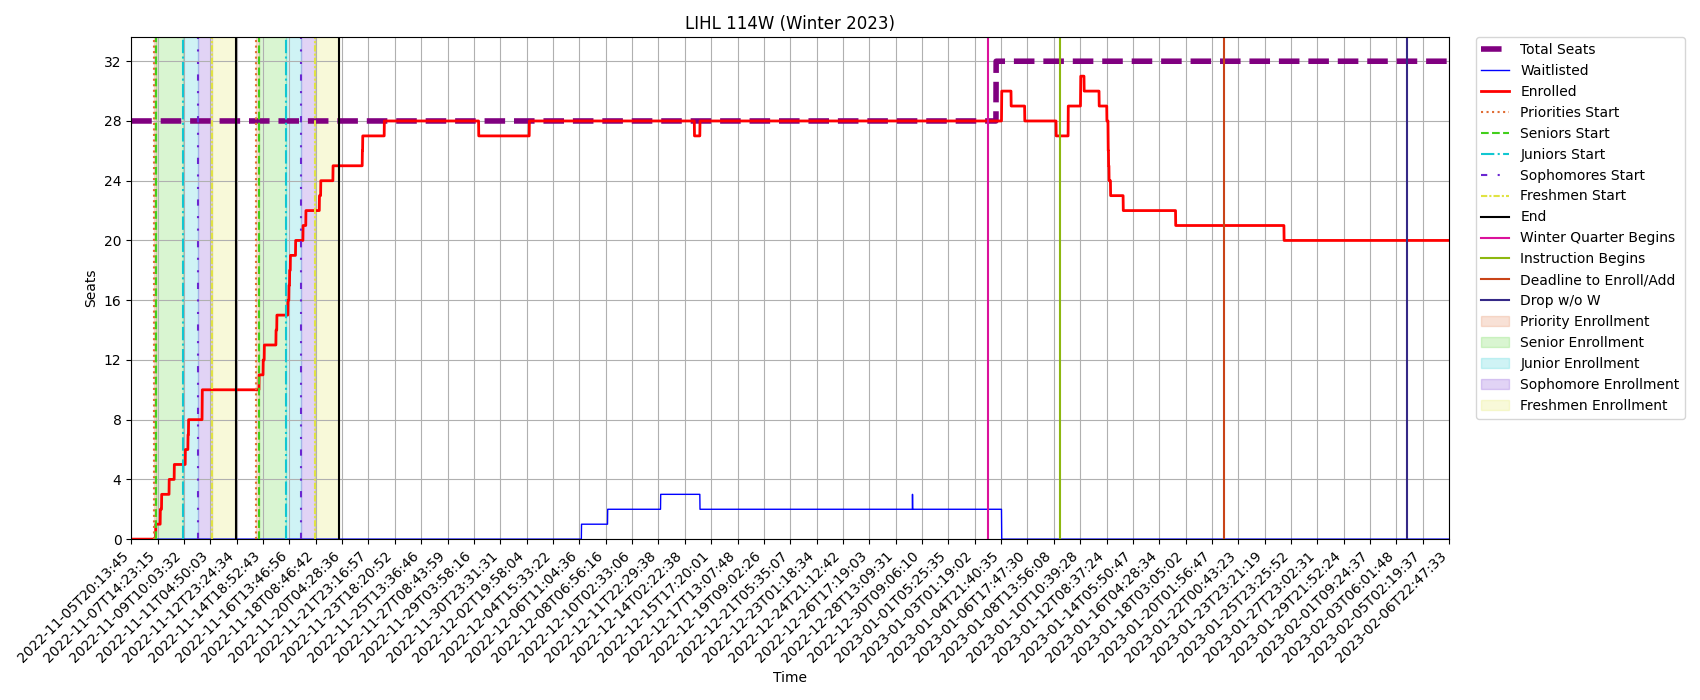 LIHL 114W (Winter 2023)
Seats
32
28
24
20
16
12
8
4
0
2022-11-05T20:13:45
2022-11-07T14:23:15
2022-11-09T10:03:32
2022-11-11T04:50:03
2022-11-12T23:24:34
2022-11-14T18:52:43
2022-11-16T13:46:56
2022-11-18T08:46:42
2022-11-20T04:28:36
2022-11-21T23:16:57
2022-11-23T18:20:52
2022-11-25T13:36:46
2022-11-27T08:43:59
2022-11-29T03:58:16
2022-11-30T23:31:31
2022-12-02T19:58:04
2022-12-04T15:33:22
2022-12-06T11:04:36
2022-12-08T06:56:16
2022-12-10T02:33:06
2022-12-11T22:29:38
2022-12-14T02:22:38
2022-12-15T17:20:01
2022-12-17T13:07:48
2022-12-19T09:02:26
2022-12-21T05:35:07
2022-12-23T01:18:34
2022-12-24T21:12:42
2022-12-26T17:19:03
2022-12-28T13:09:31
2022-12-30T09:06:10
2023-01-01T05:25:35
2023-01-03T01:19:02
2023-01-04T21:40:35
2023-01-06T17:47:30
2023-01-08T13:56:08
2023-01-10T10:39:28
2023-01-12T08:37:24
2023-01-14T05:50:47
2023-01-16T04:28:34
2023-01-18T03:05:02
2023-01-20T01:56:47
2023-01-22T00:43:23
2023-01-23T23:21:19
2023-01-25T23:25:52
2023-01-27T23:02:31
2023-01-29T21:52:24
2023-02-01T09:24:37
2023-02-03T06:01:48
2023-02-05T02:19:37
2023-02-06T22:47:33
Time
Total Seats
Waitlisted
Enrolled
Priorities Start
Seniors Start
Juniors Start
Sophomores Start
Freshmen Start
End
Winter Quarter Begins
Instruction Begins
Deadline to Enroll/Add
Drop w/o W
Priority Enrollment
Senior Enrollment
Junior Enrollment
Sophomore Enrollment
Freshmen Enrollment